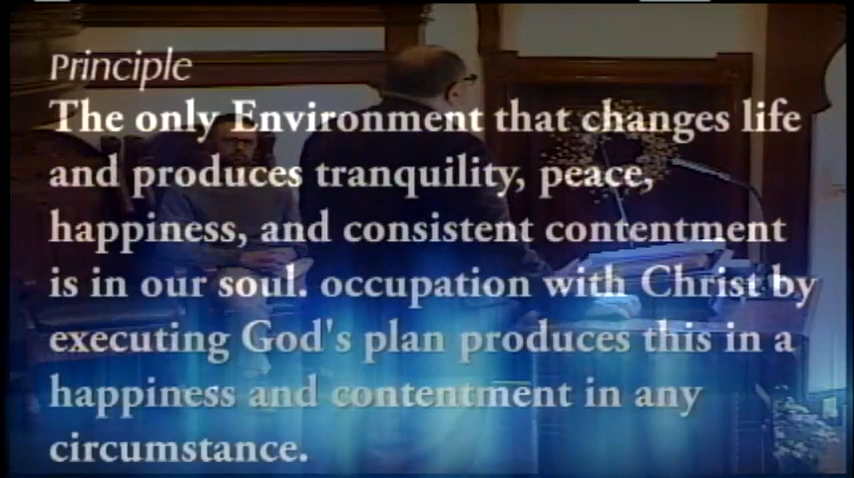 Principle
The only Environment that changes life
and produces tranquility, peace,
happiness, and consistent contentment
is in our soul. occupation with Christ by
executing God's plan produces this in a
happiness and contentment in any
circumstance.